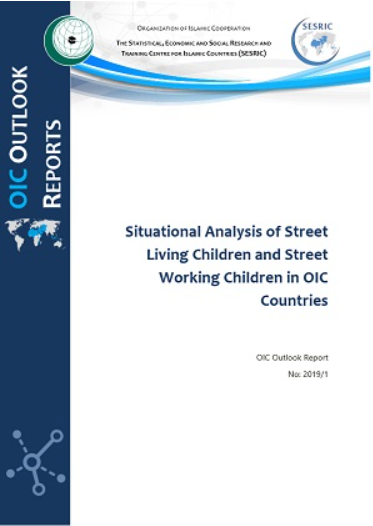 ORGANIZATION OF ISLAMIC COOPERATION
THE STATISTICAL, ECONOMIC AND SOCIAL RESEARCH AND
TRAINING CENTRE FOR ISLAMIC COUNTRIES (SESRIC)
SESRIC
OIC OUTLOOK
REPORTS
Situational Analysis of Street
Living Children and Street
Working Children in OIC
Countries
OIC Outlook Report
No: 2019/1